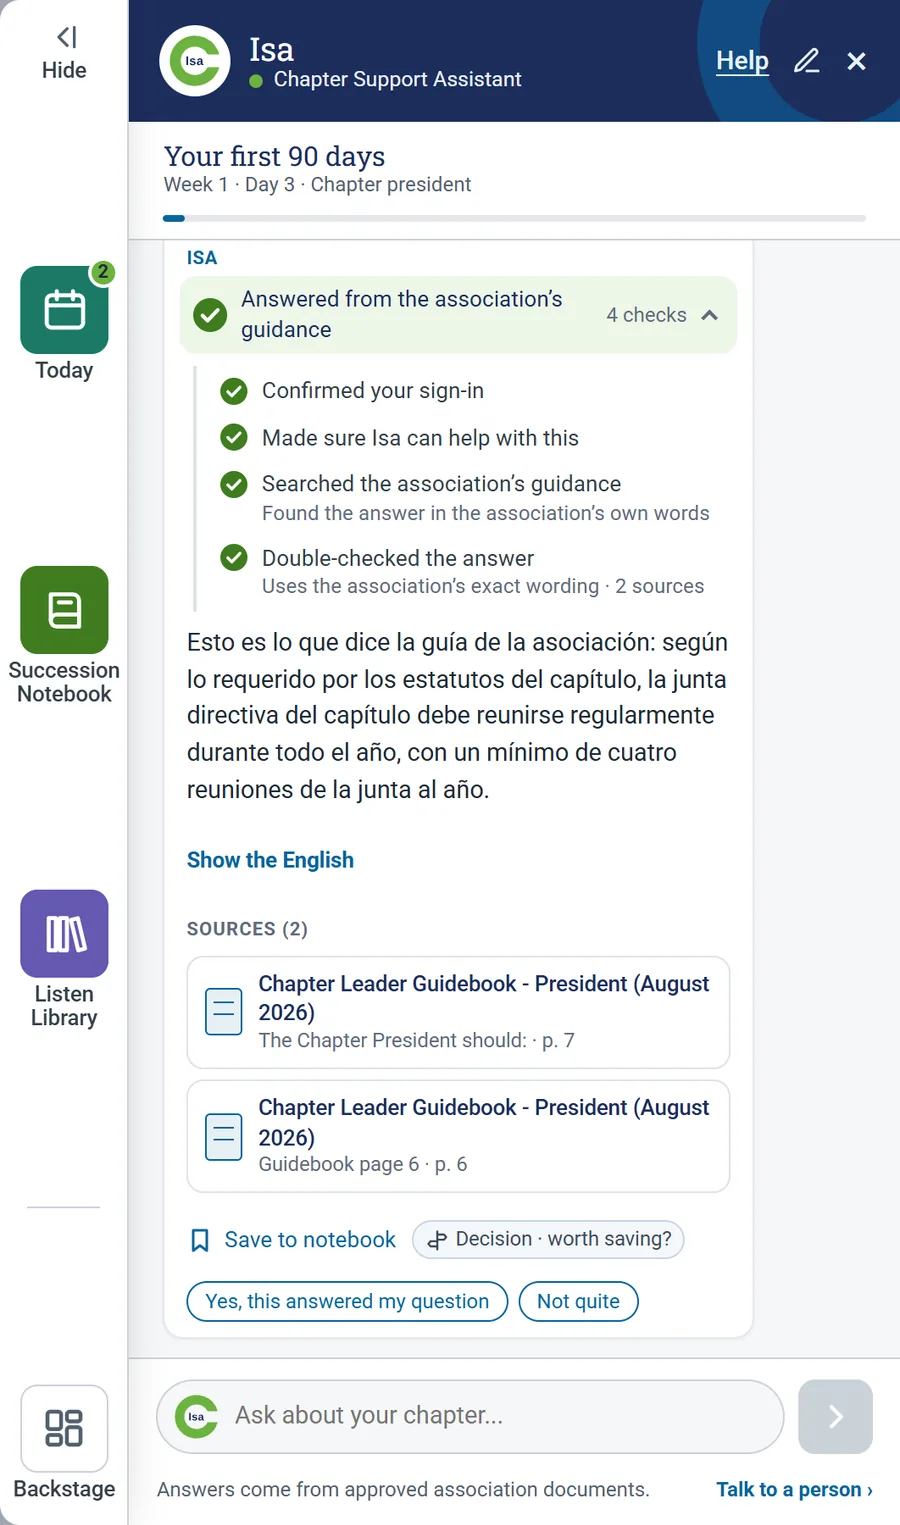 Hide
Isa
Isa
Chapter Support Assistant
Help
Your first 90 days
Week 1 · Day 3 · Chapter president
2
Today
Succession
Notebook
Listen
Library
Backstage
ISA
Answered from the association’s
guidance
4 checks
Confirmed your sign-in
Made sure Isa can help with this
Searched the association’s guidance
Found the answer in the association’s own words
Double-checked the answer
Uses the association’s exact wording · 2 sources
Esto es lo que dice la guía de la asociación: según
lo requerido por los estatutos del capítulo, la junta
directiva del capítulo debe reunirse regularmente
durante todo el año, con un mínimo de cuatro
reuniones de la junta al año.
Show the English
SOURCES (2)
Chapter Leader Guidebook - President (August
2026)
The Chapter President should: · p. 7
Chapter Leader Guidebook - President (August
2026)
Guidebook page 6 · p. 6
Save to notebook
Decision · worth saving?
Yes, this answered my question
Not quite
Isa
Ask about your chapter...
Answers come from approved association documents.
Talk to a person ›